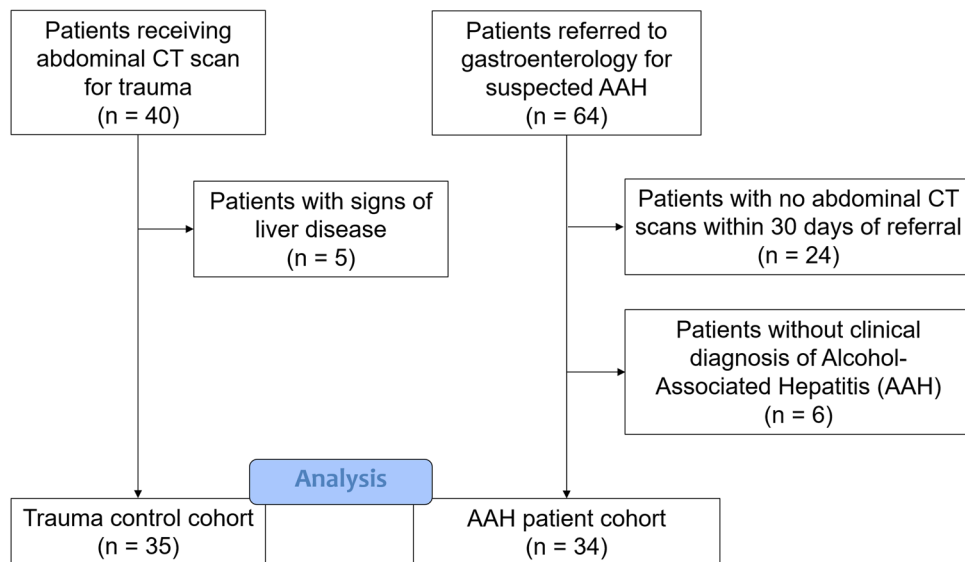 Patients receiving
abdominal CT scan
for trauma
(n = 40)
Patients referred to
gastroenterology for
suspected AAH
(n = 64)
Patients with signs of
liver disease
(n = 5)
Patients with no abdominal CT
scans within 30 days of referral
(n = 24)
Patients without clinical
diagnosis of Alcohol-
Associated Hepatitis (AAH)
(n = 6)
Analysis
Trauma control cohort
(n = 35)
AAH patient cohort
(n = 34)